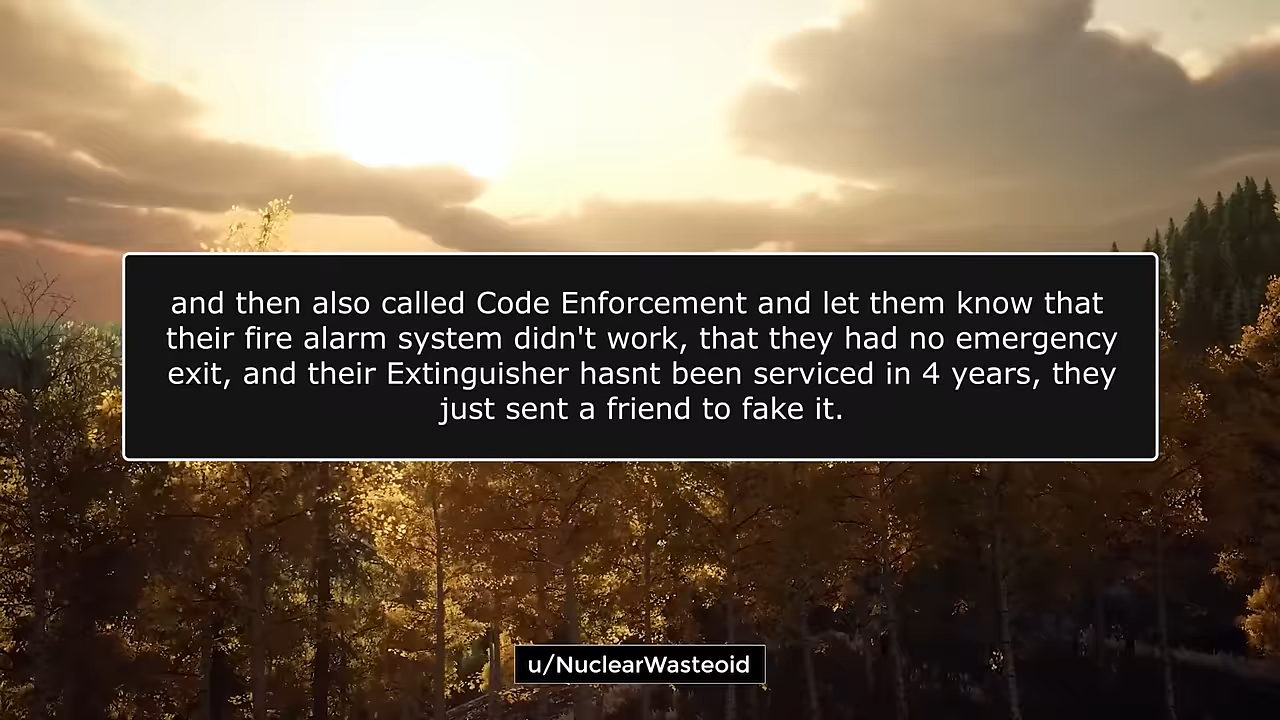 and then also called Code Enforcement and let them know that
their fire alarm system didn't work, that they had no emergency
exit, and their Extinguisher hasnt been serviced in 4 years, they
just sent a friend to fake it.
u/NuclearWasteoid